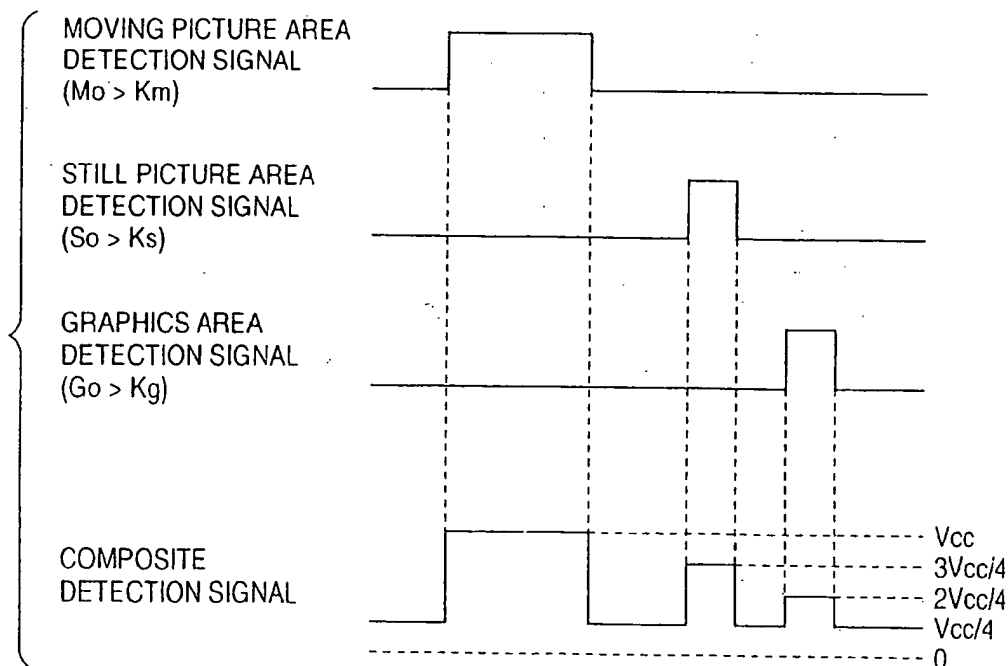 MOVING PICTURE AREA
DETECTION SIGNAL
(Mo > Km)
STILL PICTURE AREA
DETECTION SIGNAL
(So > Ks)
GRAPHICS AREA
DETECTION SIGNAL
(Go > Kg)
COMPOSITE
DETECTION SIGNAL
Vcc
3Vcc/4
2Vcc/4
Vcc/4
0